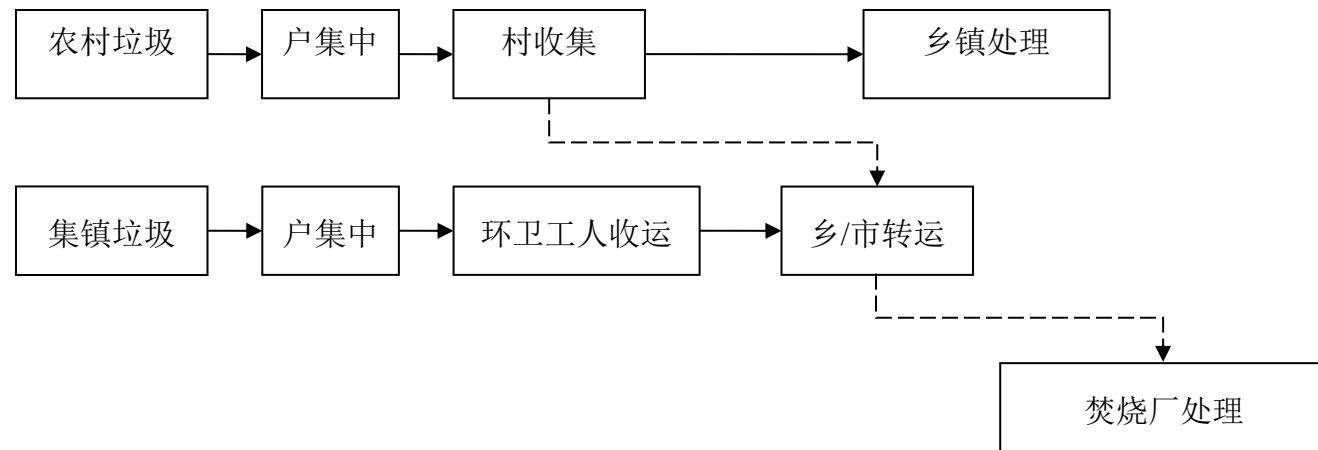 农村垃圾
户集中
村收集
乡镇处理
集镇垃圾
户集中
环卫工人收运
乡/市转运
焚烧厂处理